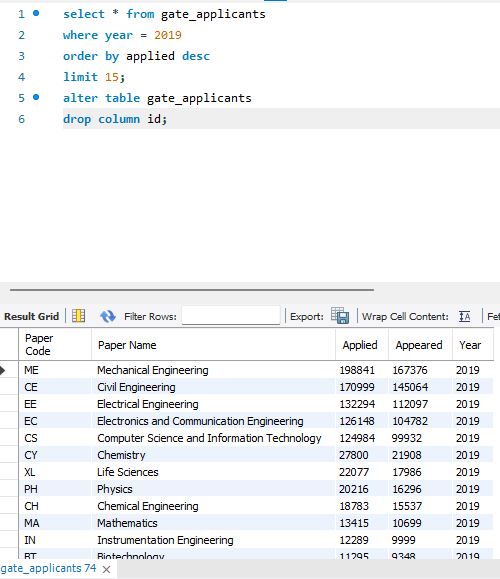 1 select * from gate_applicants
2 where year = 2019
3 order by applied desc
4 limit 15;
5 alter table gate_applicants
6 drop column id;
Result Grid Filter Rows: Export: Wrap Cell Content: Fet
Paper Code Paper Name Applied Appeared Year
ME Mechanical Engineering 198841 167376 2019
CE Civil Engineering 170999 145064 2019
EE Electrical Engineering 132294 112097 2019
EC Electronics and Communication Engineering 126148 104782 2019
CS Computer Science and Information Technology 124984 99932 2019
CY Chemistry 27800 21908 2019
XL Life Sciences 22077 17986 2019
PH Physics 20216 16296 2019
CH Chemical Engineering 18783 15537 2019
MA Mathematics 13415 10699 2019
IN Instrumentation Engineering 12289 9999 2019
BT Biotechnology 11295 9348 2019
gate_applicants 74